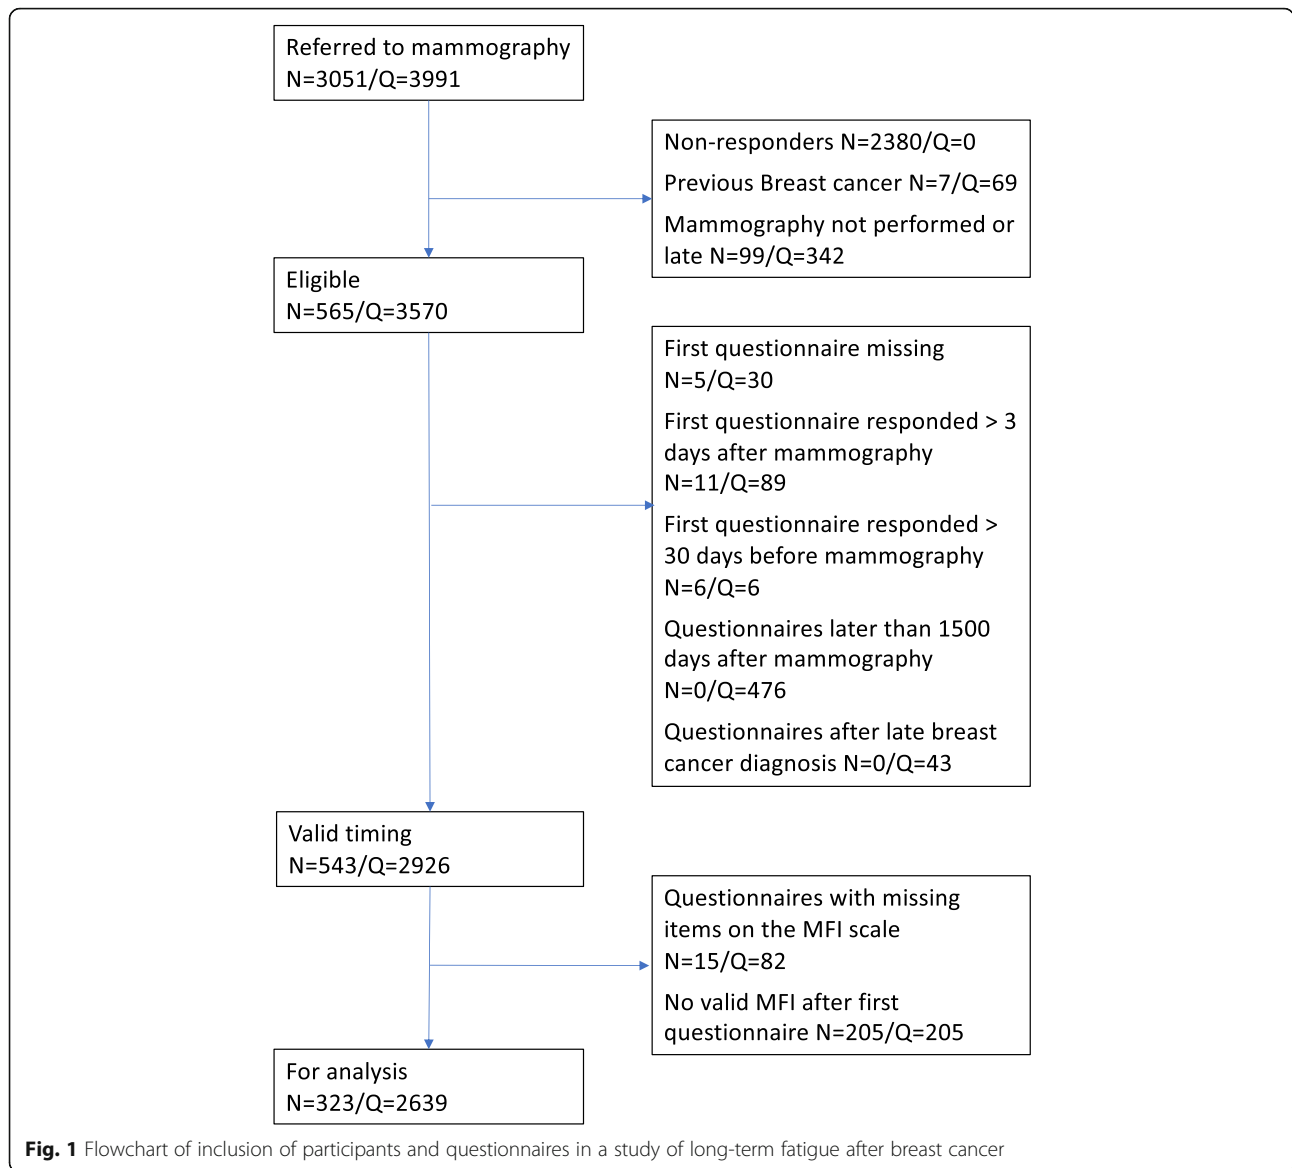 Referred to mammography
N=3051/Q=3991
Non-responders N=2380/Q=0
Previous Breast cancer N=7/Q=69
Mammography not performed or
late N=99/Q=342
Eligible
N=565/Q=3570
First questionnaire missing
N=5/Q=30
First questionnaire responded > 3
days after mammography
N=11/Q=89
First questionnaire responded >
30 days before mammography
N=6/Q=6
Questionnaires later than 1500
days after mammography
N=0/Q=476
Questionnaires after late breast
cancer diagnosis N=0/Q=43
Valid timing
N=543/Q=2926
Questionnaires with missing
items on the MFI scale
N=15/Q=82
No valid MFI after first
questionnaire N=205/Q=205
For analysis
N=323/Q=2639
Fig. 1 Flowchart of inclusion of participants and questionnaires in a study of long-term fatigue after breast cancer